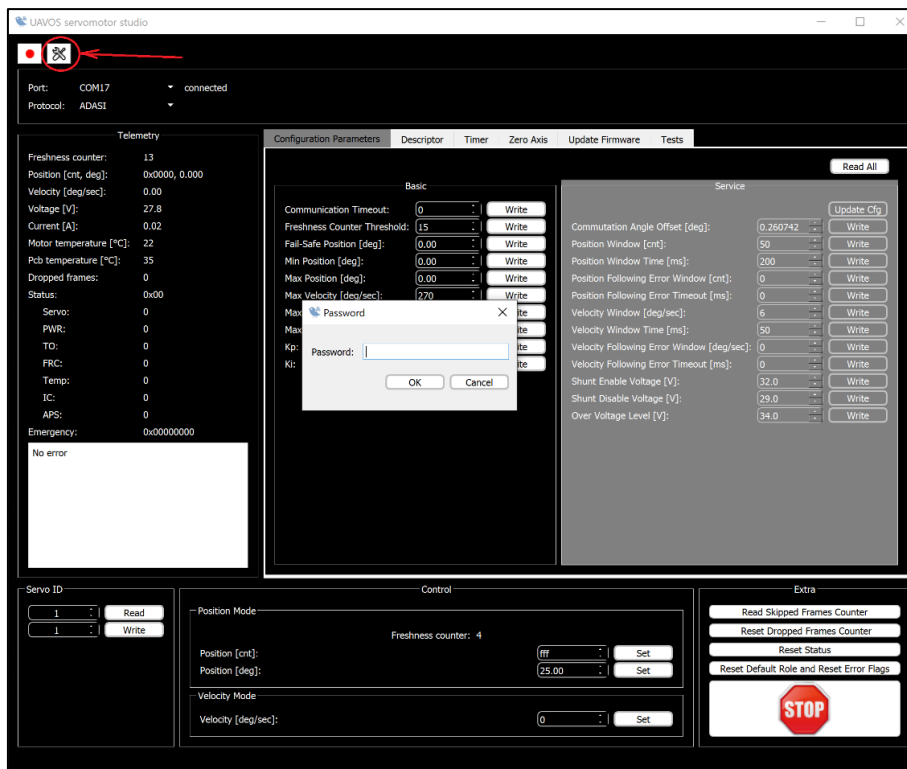 UAVOS servomotor studio
Port: COM17 connected
Protocol: ADASI
Telemetry
Freshness counter: 13
Position [cnt, deg]: 0x0000, 0.000
Velocity [deg/sec]: 0.00
Voltage [V]: 27.8
Current [A]: 0.02
Motor temperature [°C]: 22
Pcb temperature [°C]: 35
Dropped frames: 0
Status: 0x00
Servo: 0
PWR: 0
TO: 0
FRC: 0
Temp: 0
IC: 0
APS: 0
Emergency: 0x00000000
No error
Configuration Parameters Descriptor Timer Zero Axis Update Firmware Tests
Read All
Basic
Communication Timeout: 0 Write
Freshness Counter Threshold: 15 Write
Fail-Safe Position [deg]: 0.00 Write
Min Position [deg]: 0.00 Write
Max Position [deg]: 0.00 Write
Max Velocity [deg/sec]: 270 Write
Max ite
Max ite
Kp: ite
Ki: ite
Password
Password:
OK Cancel
Service
Update Cfg
Commutation Angle Offset [deg]: 0.260742 Write
Position Window [cnt]: 50 Write
Position Window Time [ms]: 200 Write
Position Following Error Window [cnt]: 0 Write
Position Following Error Timeout [ms]: 0 Write
Velocity Window [deg/sec]: 6 Write
Velocity Window Time [ms]: 50 Write
Velocity Following Error Window [deg/sec]: 0 Write
Velocity Following Error Timeout [ms]: 0 Write
Shunt Enable Voltage [V]: 32.0 Write
Shunt Disable Voltage [V]: 29.0 Write
Over Voltage Level [V]: 34.0 Write
Servo ID
1 Read
1 Write
Control
Position Mode
Freshness counter: 4
Position [cnt]: fff Set
Position [deg]: 25.00 Set
Velocity Mode
Velocity [deg/sec]: 0 Set
Extra
Read Skipped Frames Counter
Reset Dropped Frames Counter
Reset Status
Reset Default Role and Reset Error Flags
STOP